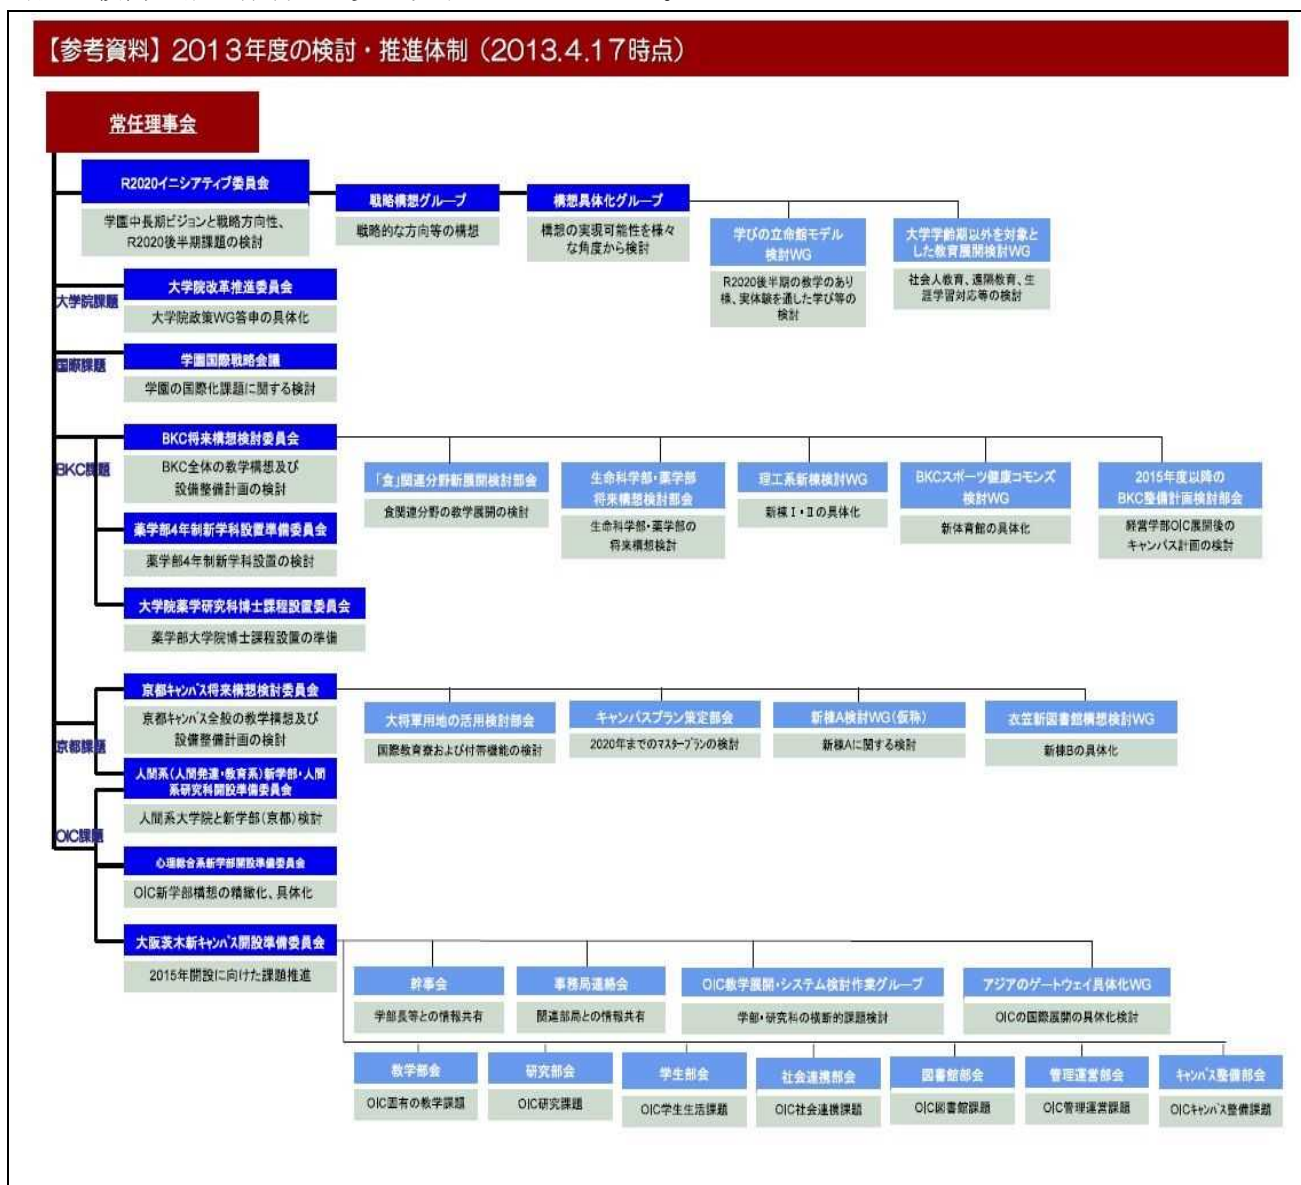 【参考資料】2013年度の検討・推進体制（2013.4.17時点）
常任理事会
R2020イニシアティブ委員会
学園中長期ビジョンと戦略方向性、
R2020後半期課題の検討
戦略構想グループ
戦略的な方向等の構想
構想具体化グループ
構想の実現可能性を様々
な角度から検討
学びの立命館モデル
検討WG
R2020後半期の教学のあり
様、実体験を通した学び等の
検討
大学学齢期以外を対象と
した教育展開検討WG
社会人教育、遠隔教育、生
涯学習対応等の検討
大学院課題
大学院改革推進委員会
大学院政策WG答申の具体化
国際課題
学園国際戦略会議
学園の国際化課題に関する検討
BKC課題
BKC将来構想検討委員会
BKC全体の教学構想及び
設備整備計画の検討
「食」関連分野新展開検討部会
食関連分野の教学展開の検討
生命科学部・薬学部
将来構想検討部会
生命科学部・薬学部の
将来構想検討
理工系新棟検討WG
新棟Ⅰ・Ⅱの具体化
BKCスポーツ健康コモンズ
検討WG
新体育館の具体化
2015年度以降の
BKC整備計画検討部会
経営学部OIC展開後の
キャンパス計画の検討
薬学部4年制新学科設置準備委員会
薬学部4年制新学科設置の検討
大学院薬学研究科博士課程設置委員会
薬学部大学院博士課程設置の準備
京都課題
京都キャンパス将来構想検討委員会
京都キャンパス全般の教学構想及び
設備整備計画の検討
大将軍用地の活用検討部会
国際教育寮および付帯機能の検討
キャンパスプラン策定部会
2020年までのマスタープランの検討
新棟A検討WG（仮称）
新棟Aに関する検討
衣笠新図書館構想検討WG
新棟Bの具体化
人間系（人間発達・教育系）新学部・人間
系研究科開設準備委員会
人間系大学院と新学部（京都）検討
OIC課題
心理総合系新学部開設準備委員会
OIC新学部構想の精緻化、具体化
大阪茨木新キャンパス開設準備委員会
2015年開設に向けた課題推進
幹事会
学部長等との情報共有
事務局連絡会
関連部局との情報共有
OIC教学展開・システム検討作業グループ
学部・研究科の横断的課題検討
アジアのゲートウェイ具体化WG
OICの国際展開の具体化検討
教学部会
OIC固有の教学課題
研究部会
OIC研究課題
学生部会
OIC学生生活課題
社会連携部会
OIC社会連携課題
図書館部会
OIC図書館課題
管理運営部会
OIC管理運営課題
キャンパス整備部会
OICキャンパス整備課題